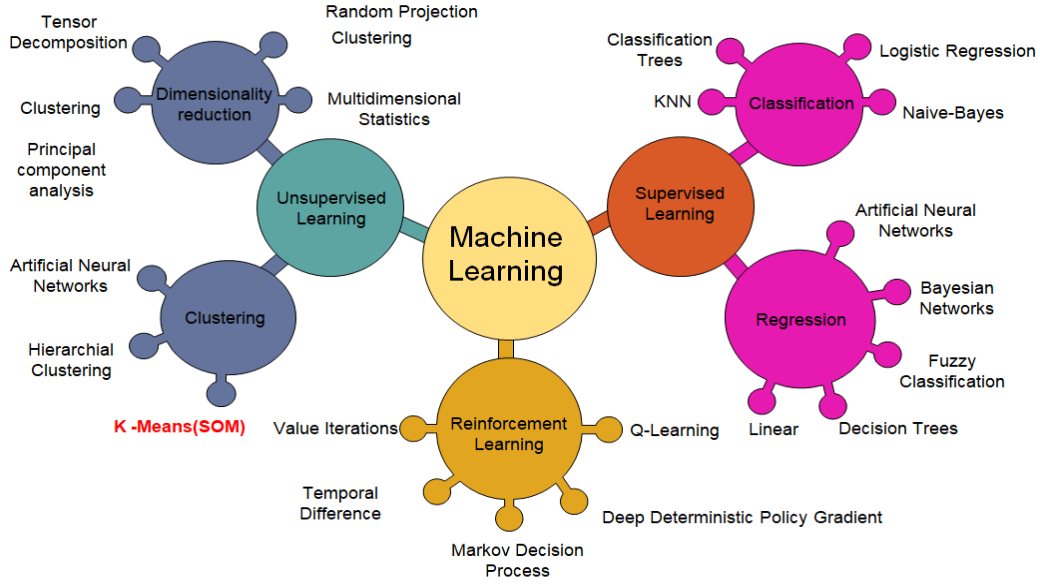 Tensor
Decomposition
Random Projection
Clustering
Dimensionality
reduction
Clustering
Multidimensional
Statistics
Principal
component
analysis
Unsupervised
Learning
Artificial Neural
Networks
Clustering
Hierarchial
Clustering
K -Means(SOM)
Machine
Learning
Classification
Trees
Logistic Regression
KNN
Classification
Naive-Bayes
Supervised
Learning
Artificial Neural
Networks
Bayesian
Networks
Regression
Fuzzy
Classification
Linear
Decision Trees
Value Iterations
Reinforcement
Learning
Q-Learning
Temporal
Difference
Deep Deterministic Policy Gradient
Markov Decision
Process